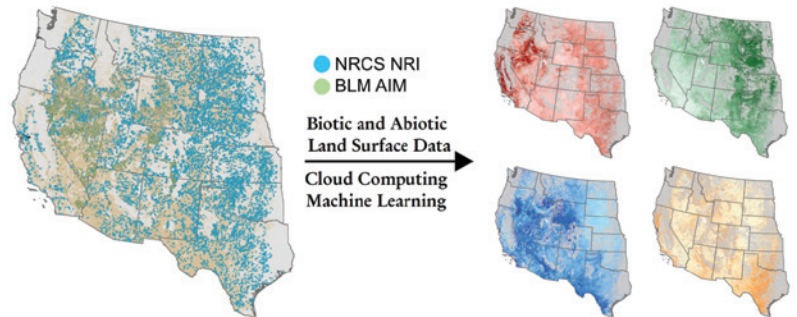 NRCS NRI
BLM AIM
Biotic and Abiotic
Land Surface Data
Cloud Computing
Machine Learning